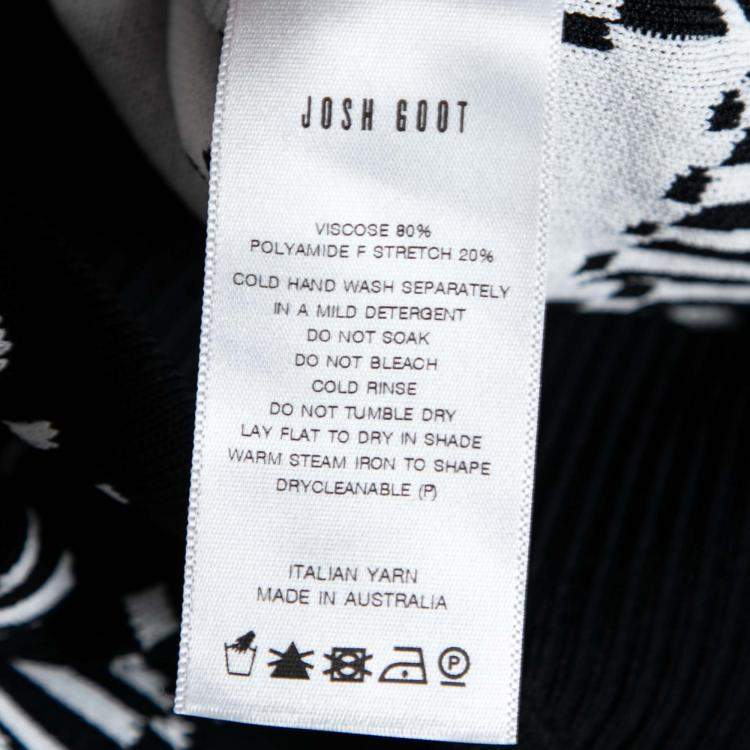 JOSH GOOT
VISCOSE 80%
POLYAMIDE F STRETCH 20%
COLD HAND WASH SEPARATELY
IN A MILD DETERGENT
DO NOT SOAK
DO NOT BLEACH
COLD RINSE
DO NOT TUMBLE DRY
LAY FLAT TO DRY IN SHADE
WARM STEAM IRON TO SHAPE
DRYCLEANABLE (P)
ITALIAN YARN
MADE IN AUSTRALIA
P